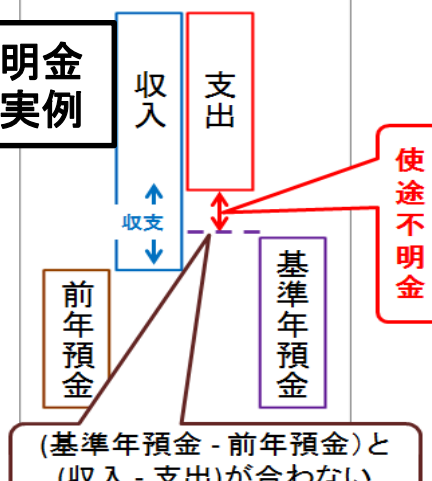 明金
実例
収入
支出
収支
使途不明金
前年預金
基準年預金
(基準年預金 - 前年預金)と
(収入 - 支出)が合わない